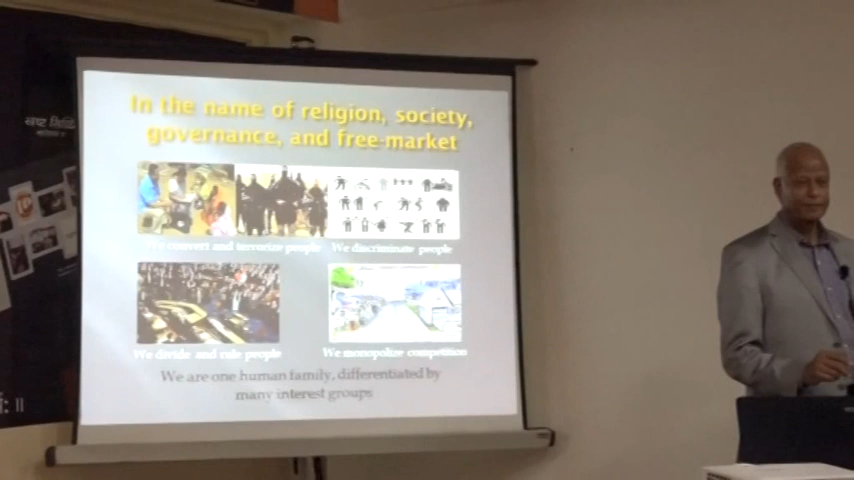 In the name of religion, society,
governance, and free-market
We convert and terrorize people
We discriminate people
We divide and rule people
We monopolize competition
We are one human family, differentiated by
many interest groups